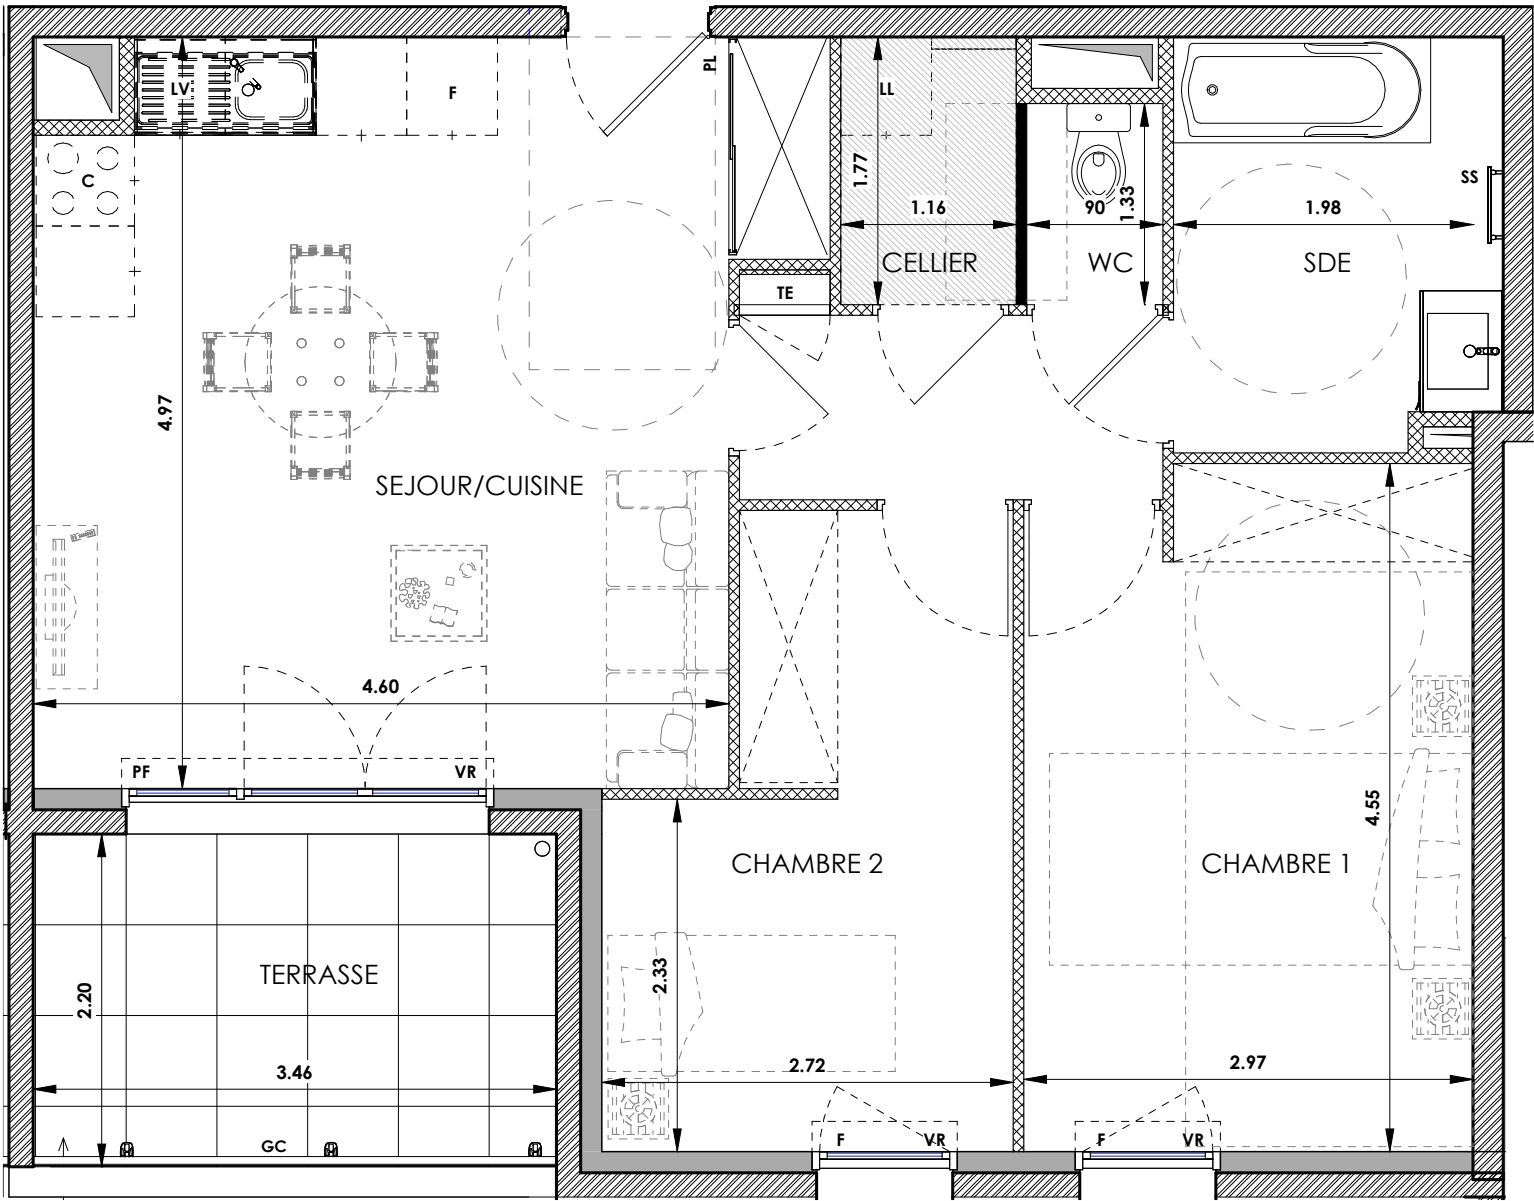 LV
F
PL
LL
C
1.77
1.16
90
1.33
1.98
SS
CELLIER
WC
SDE
TE
4.97
SEJOUR/CUISINE
4.60
PF
VR
4.55
CHAMBRE 2
CHAMBRE 1
TERRASSE
2.20
2.33
3.46
2.72
2.97
GC
F
VR
F
VR